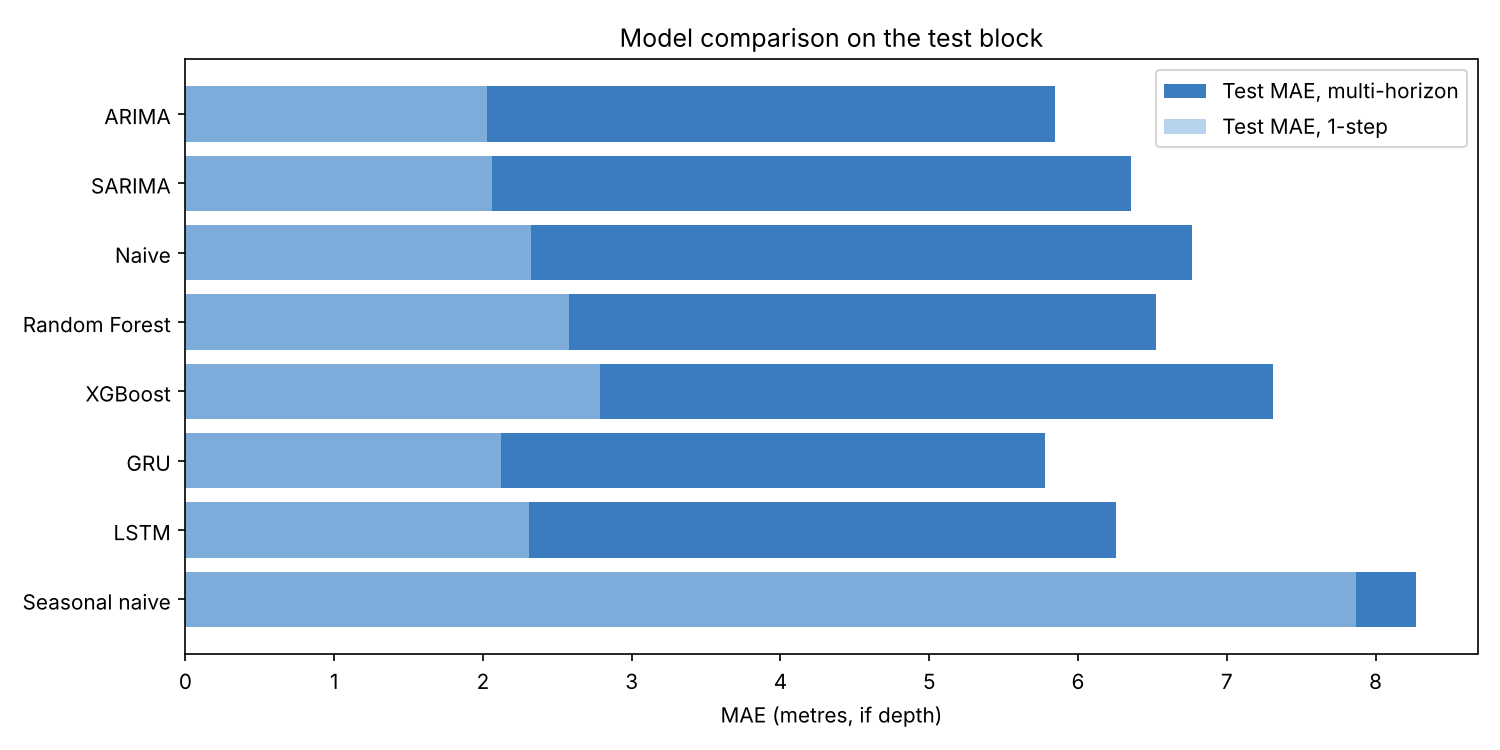 Model comparison on the test block
Test MAE, multi-horizon
Test MAE, 1-step
ARIMA
SARIMA
Naive
Random Forest
XGBoost
GRU
LSTM
Seasonal naive
0 1 2 3 4 5 6 7 8
MAE (metres, if depth)